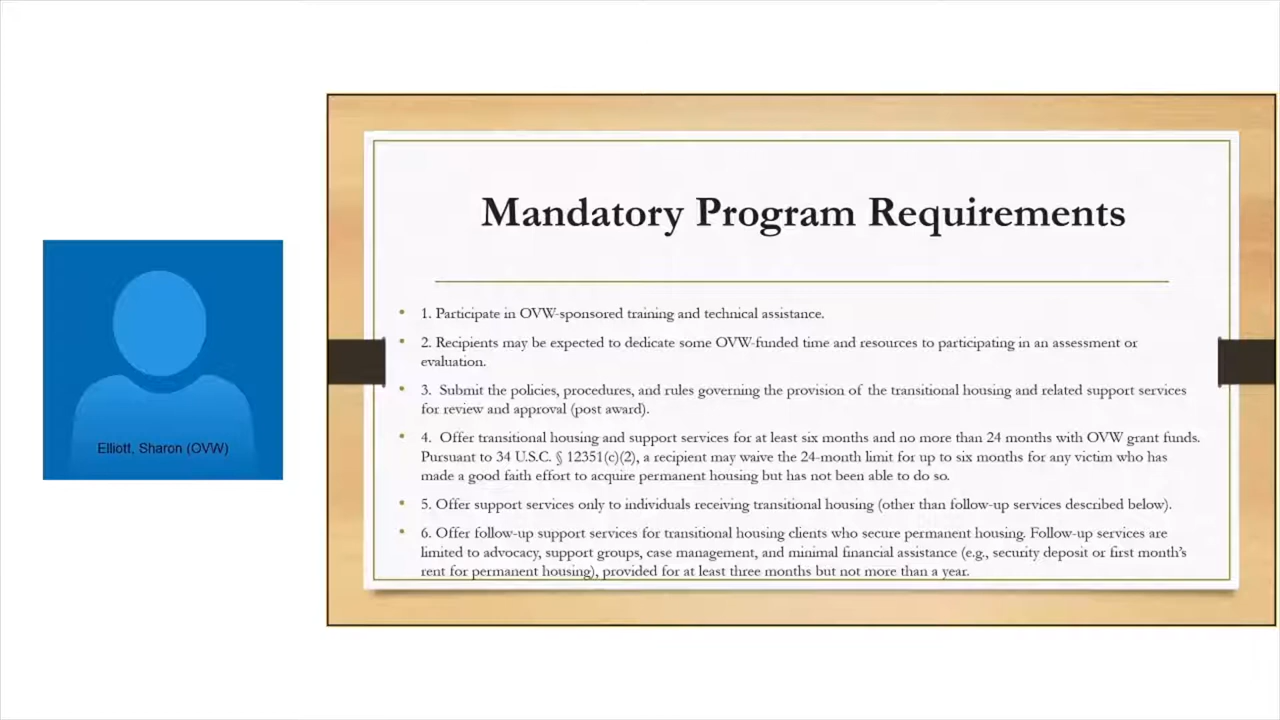 Mandatory Program Requirements
• 1. Participate in OVW-sponsored training and technical assistance.
• 2. Recipients may be expected to dedicate some OVW-funded time and resources to participating in an assessment or
evaluation.
• 3. Submit the policies, procedures, and rules governing the provision of the transitional housing and related support services
for review and approval (post award).
• 4. Offer transitional housing and support services for at least six months and no more than 24 months with OVW grant funds.
Pursuant to 34 U.S.C. § 12351(c)(2), a recipient may waive the 24-month limit for up to six months for any victim who has
made a good faith effort to acquire permanent housing but has not been able to do so.
• 5. Offer support services only to individuals receiving transitional housing (other than follow-up services described below).
• 6. Offer follow-up support services for transitional housing clients who secure permanent housing. Follow-up services are
limited to advocacy, support groups, case management, and minimal financial assistance (e.g., security deposit or first month's
rent for permanent housing), provided for at least three months but not more than a year.
Elliott, Sharon (OVW)